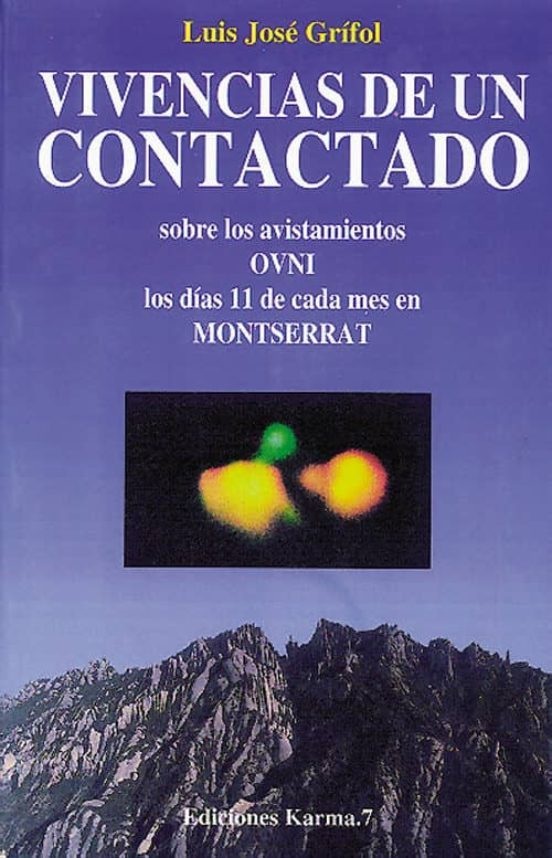 Luis José Grífol
VIVENCIAS DE UN
CONTACTADO
sobre los avistamientos
OVNI
los días 11 de cada mes en
MONTSERRAT
Ediciones Karma.7